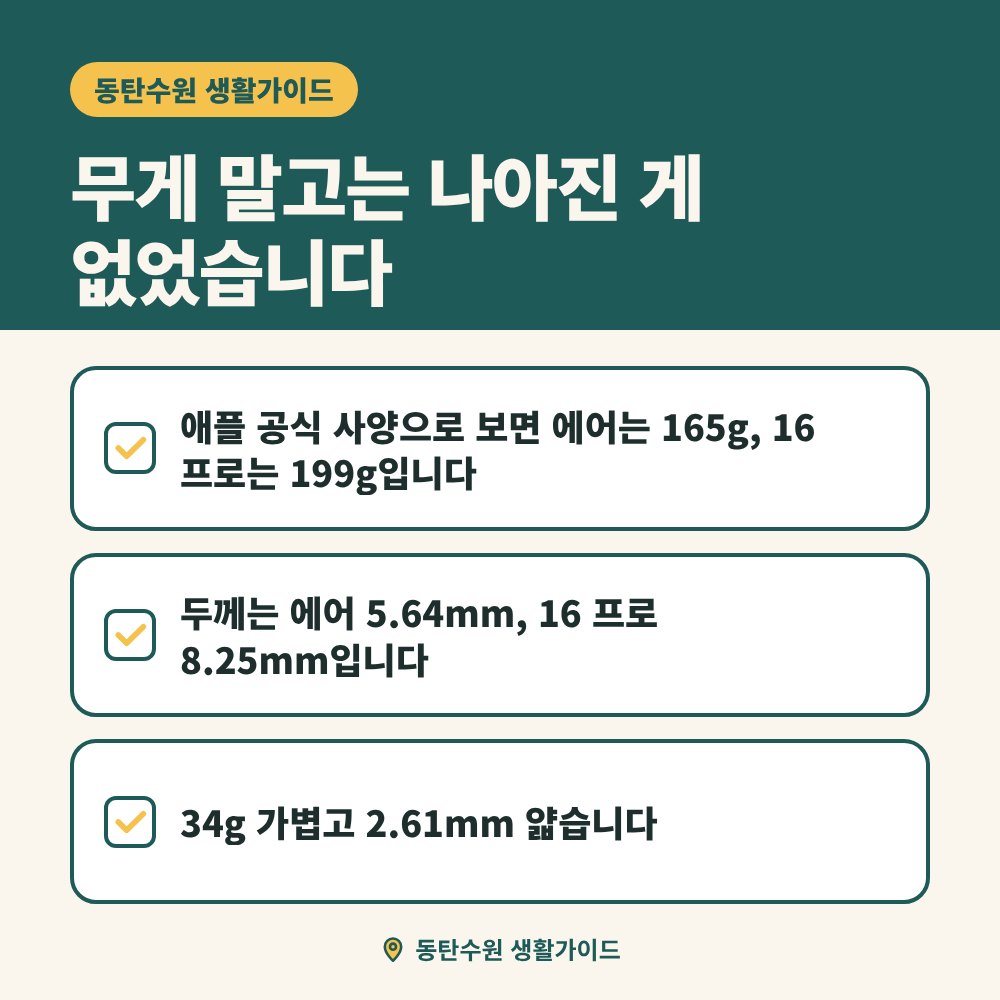 동탄수원 생활가이드
무게 말고는 나아진 게
없었습니다
애플 공식 사양으로 보면 에어는 165g, 16
프로는 199g입니다
두께는 에어 5.64mm, 16 프로
8.25mm입니다
34g 가볍고 2.61mm 얇습니다
동탄수원 생활가이드